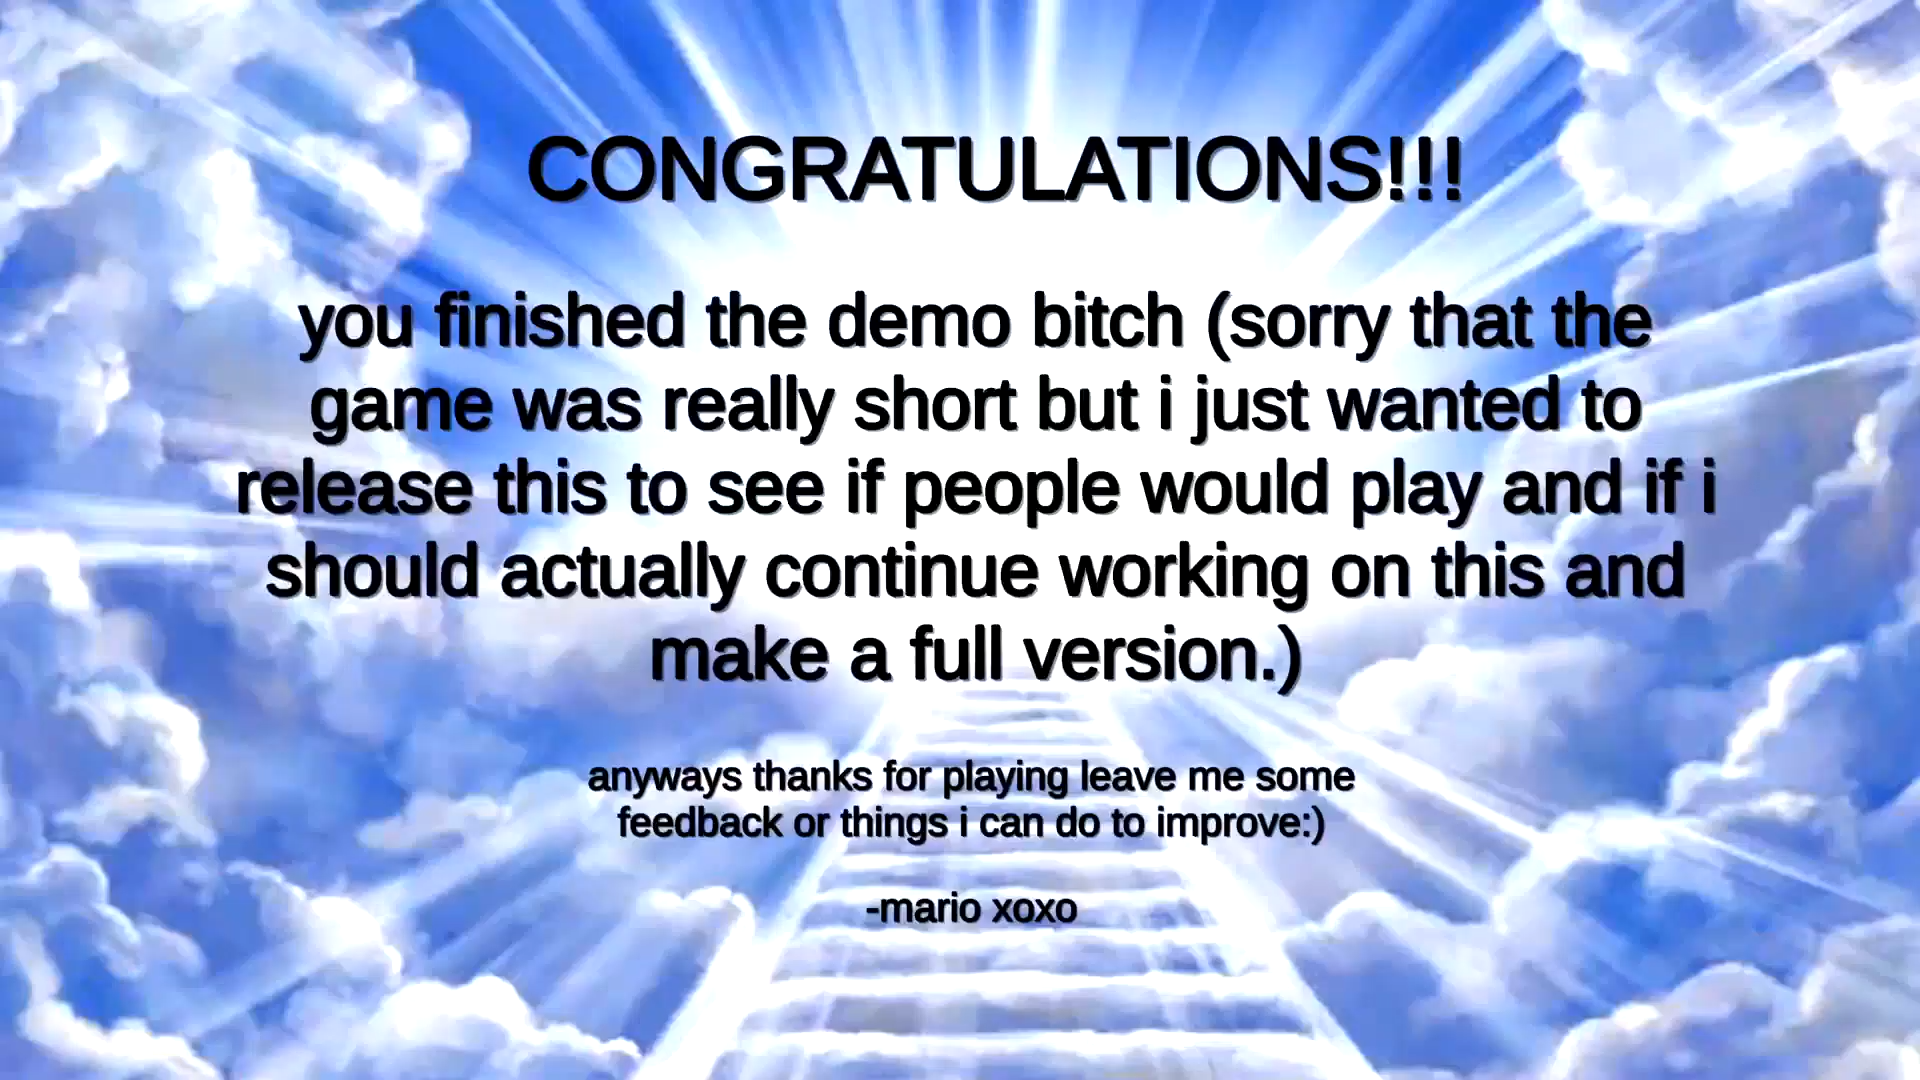 CONGRATULATIONS!!!
you finished the demo bitch (sorry that the
game was really short but i just wanted to
release this to see if people would play and if i
should actually continue working on this and
make a full version.)
anyways thanks for playing leave me some
feedback or things i can do to improve:)
-mario xoxo